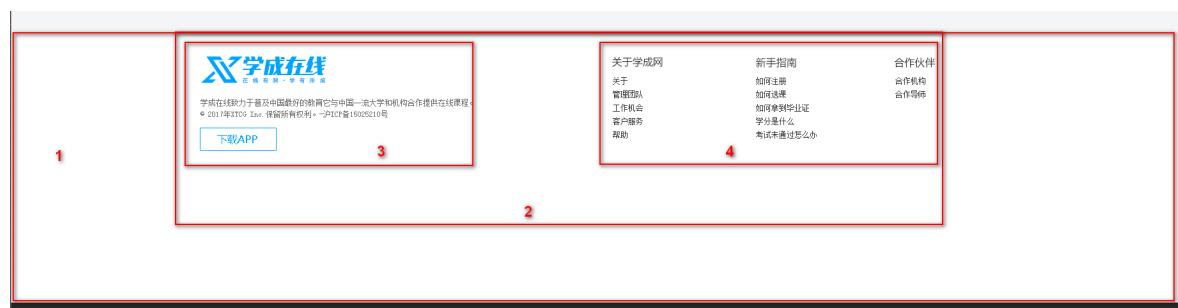 学成在线
在线看测·学有所成
学成在线致力于普及中国最好的教育它与中国一流大学和机构合作提供在线课程。
© 2017年XTCG Inc.保留所有权利。-沪ICP备15025210号
下载APP
3
1
2
关于学成网
关于
管理团队
工作机会
客户服务
帮助
新手指南
如何注册
如何选课
如何拿到毕业证
学分是什么
考试未通过怎么办
合作伙伴
合作机构
合作导师
4